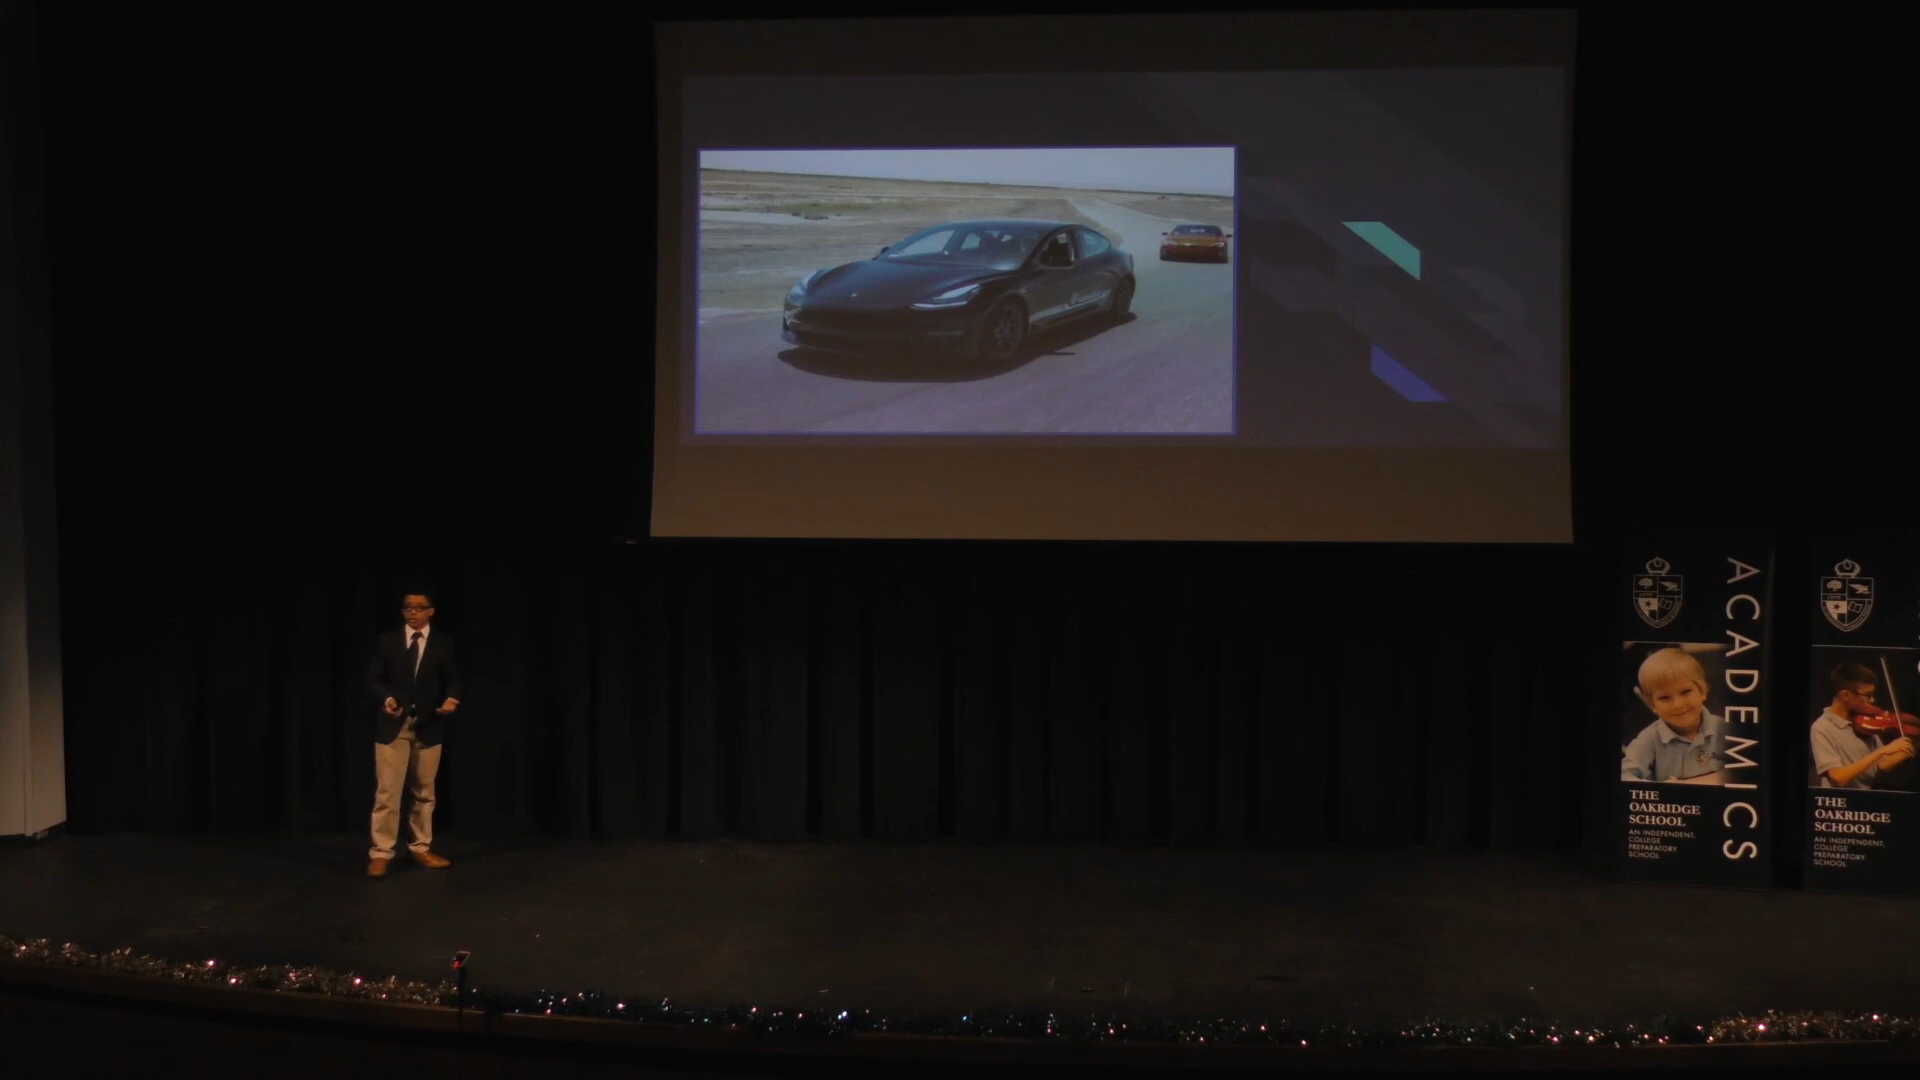 ACADEMICS
THE
OAKRIDGE
SCHOOL
AN INDEPENDENT,
COLLEGE
PREPARATORY
SCHOOL
THE
OAKRIDGE
SCHOOL
AN INDEPENDENT,
COLLEGE
PREPARATORY
SCHOOL